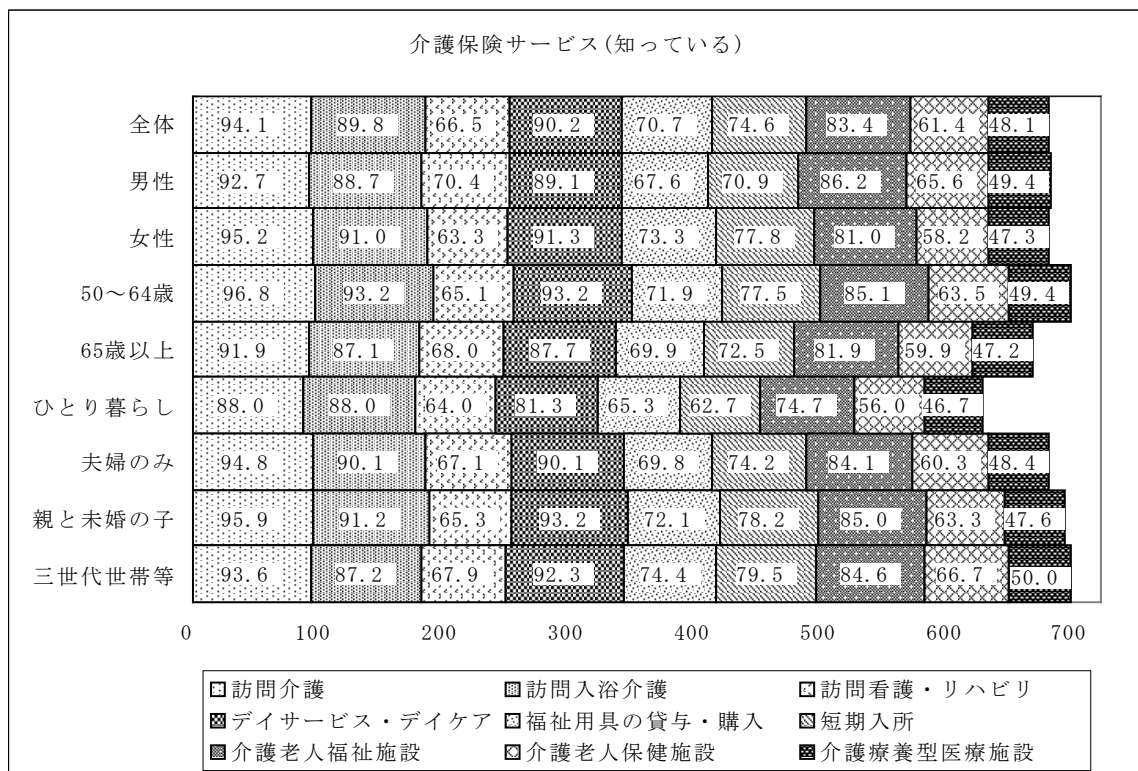 介護保険サービス(知っている)
全体 94.1 89.8 66.5 90.2 70.7 74.6 83.4 61.4 48.1
男性 92.7 88.7 70.4 89.1 67.6 70.9 86.2 65.6 49.4
女性 95.2 91.0 63.3 91.3 73.3 77.8 81.0 58.2 47.3
50～64歳 96.8 93.2 65.1 93.2 71.9 77.5 85.1 63.5 49.4
65歳以上 91.9 87.1 68.0 87.7 69.9 72.5 81.9 59.9 47.2
ひとり暮らし 88.0 88.0 64.0 81.3 65.3 62.7 74.7 56.0 46.7
夫婦のみ 94.8 90.1 67.1 90.1 69.8 74.2 84.1 60.3 48.4
親と未婚の子 95.9 91.2 65.3 93.2 72.1 78.2 85.0 63.3 47.6
三世代世帯等 93.6 87.2 67.9 92.3 74.4 79.5 84.6 66.7 50.0
0 100 200 300 400 500 600 700
訪問介護 訪問入浴介護 訪問看護・リハビリ
デイサービス・デイケア 福祉用具の貸与・購入 短期入所
介護老人福祉施設 介護老人保健施設 介護療養型医療施設